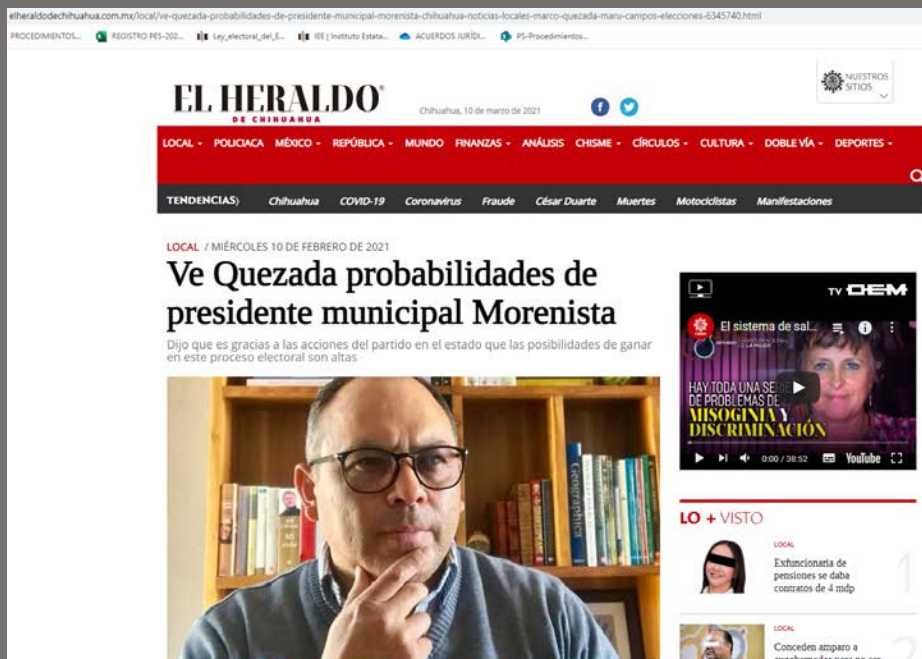 elheraldodechihuahua.com.mx/local/ve-quezada-probabilidades-de-presidente-municipal-morenista-chihuahua-noticias-locales-marco-quezada-maru-campos-elecciones-6345740.html
PROCEDIMIENTOS... REGISTRO PES-202... Ley_electoral_del_E... IEE | Instituto Estata... ACUERDOS JURÍDI... PS-Procedimientos...
NUESTROS
SITIOS
EL HERALDO
DE CHIHUAHUA
Chihuahua, 10 de marzo de 2021
LOCAL POLICIACA MÉXICO REPÚBLICA MUNDO FINANZAS ANÁLISIS CHISME CÍRCULOS CULTURA DOBLE VÍA DEPORTES
TENDENCIAS) Chihuahua COVID-19 Coronavirus Fraude César Duarte Muertes Motociclistas Manifestaciones
LOCAL / MIÉRCOLES 10 DE FEBRERO DE 2021
Ve Quezada probabilidades de
presidente municipal Morenista
Dijo que es gracias a las acciones del partido en el estado que las posibilidades de ganar
en este proceso electoral son altas
Geographica
Mi
vida
TV OEM
El sistema de sal...
HAY TODA UNA SERIE
DE PROBLEMAS DE
MISOGINIA Y
DISCRIMINACIÓN
0:00 / 38:52 YouTube
LO + VISTO
LOCAL
Exfuncionaria de
pensiones se daba
contratos de 4 mdp
1
LOCAL
Conceden amparo a
2